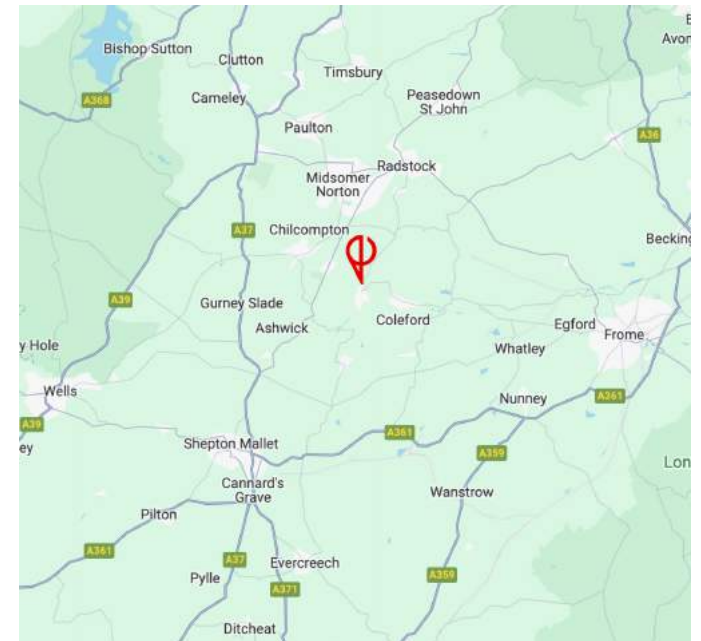 Bishop Sutton
Clutton
Timsbury
Avon
A368
Cameley
Peasedown
St John
Paulton
A36
Radstock
Midsomer
Norton
A37
Chilcompton
Becking
A39
Gurney Slade
Ashwick
Coleford
Egford
Frome
y Hole
Whatley
Wells
Nunney
A361
A39
ey
A361
Shepton Mallet
A359
Lon
Cannard's
Grave
Wanstrow
Pilton
A361
A37
Evercreech
A359
Pylle
A371
Ditcheat